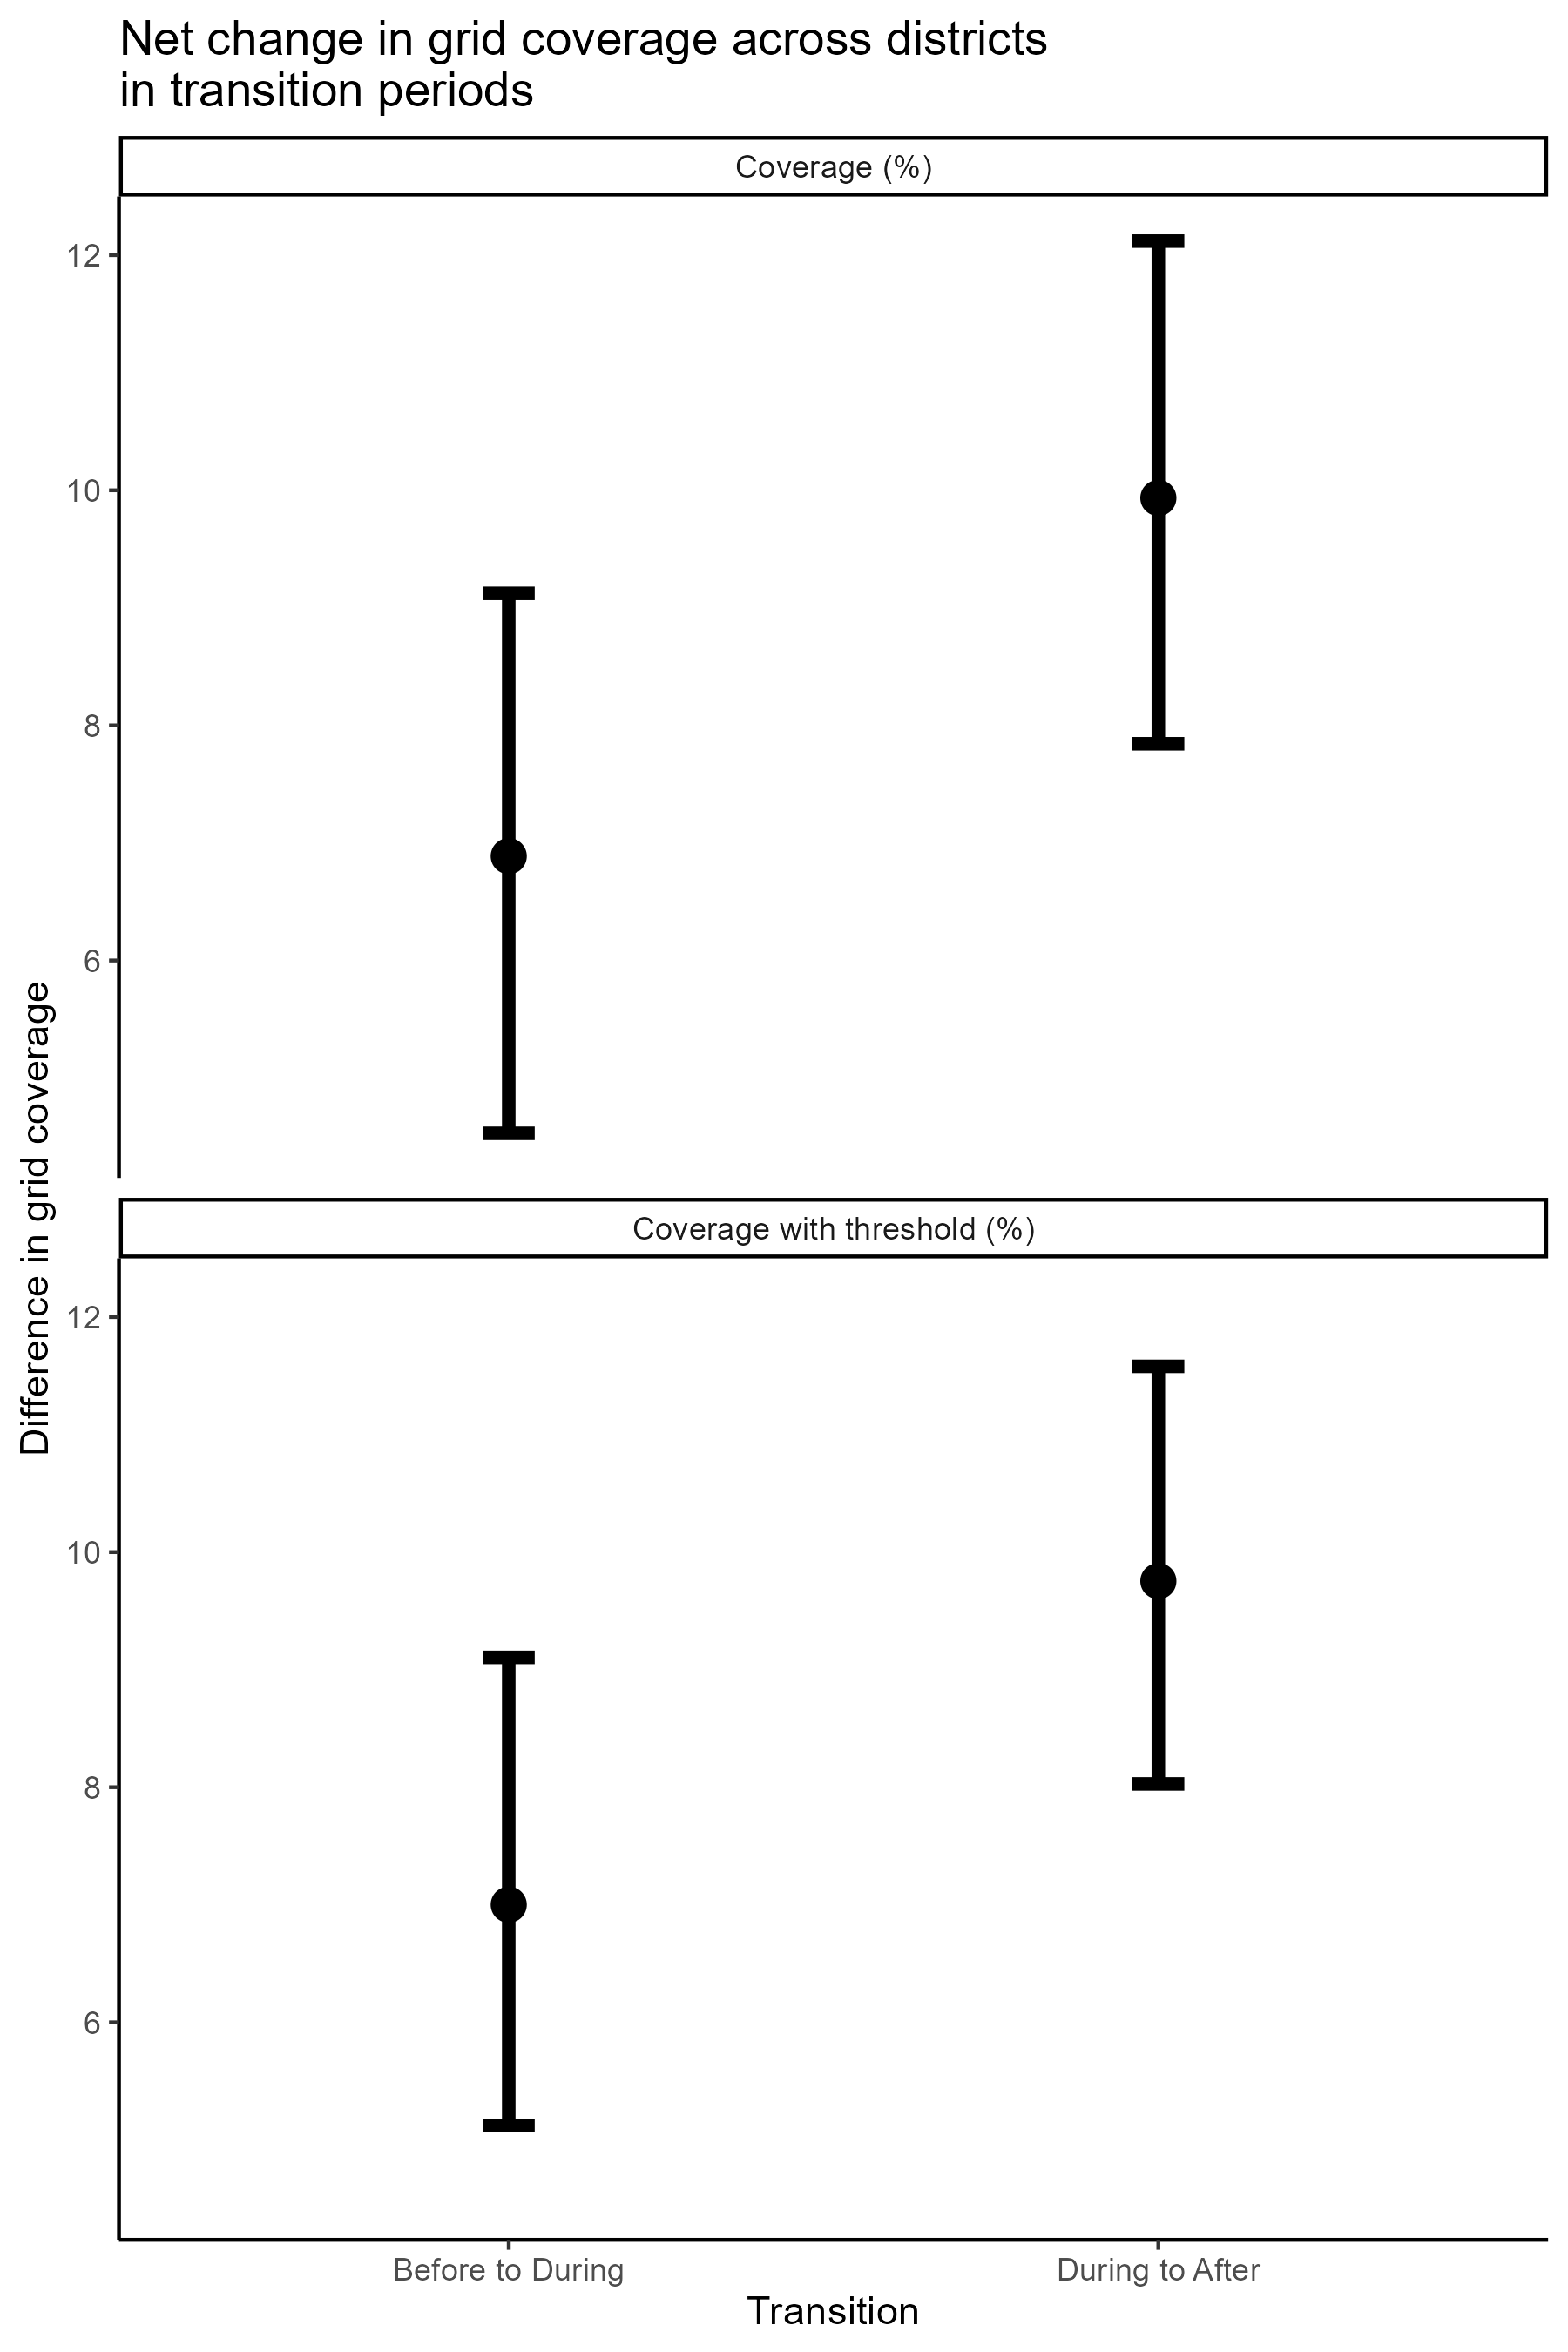 Net change in grid coverage across districts
in transition periods
Coverage (%)
12
10
8
6
Difference in grid coverage
Coverage with threshold (%)
12
10
8
6
Before to During
During to After
Transition